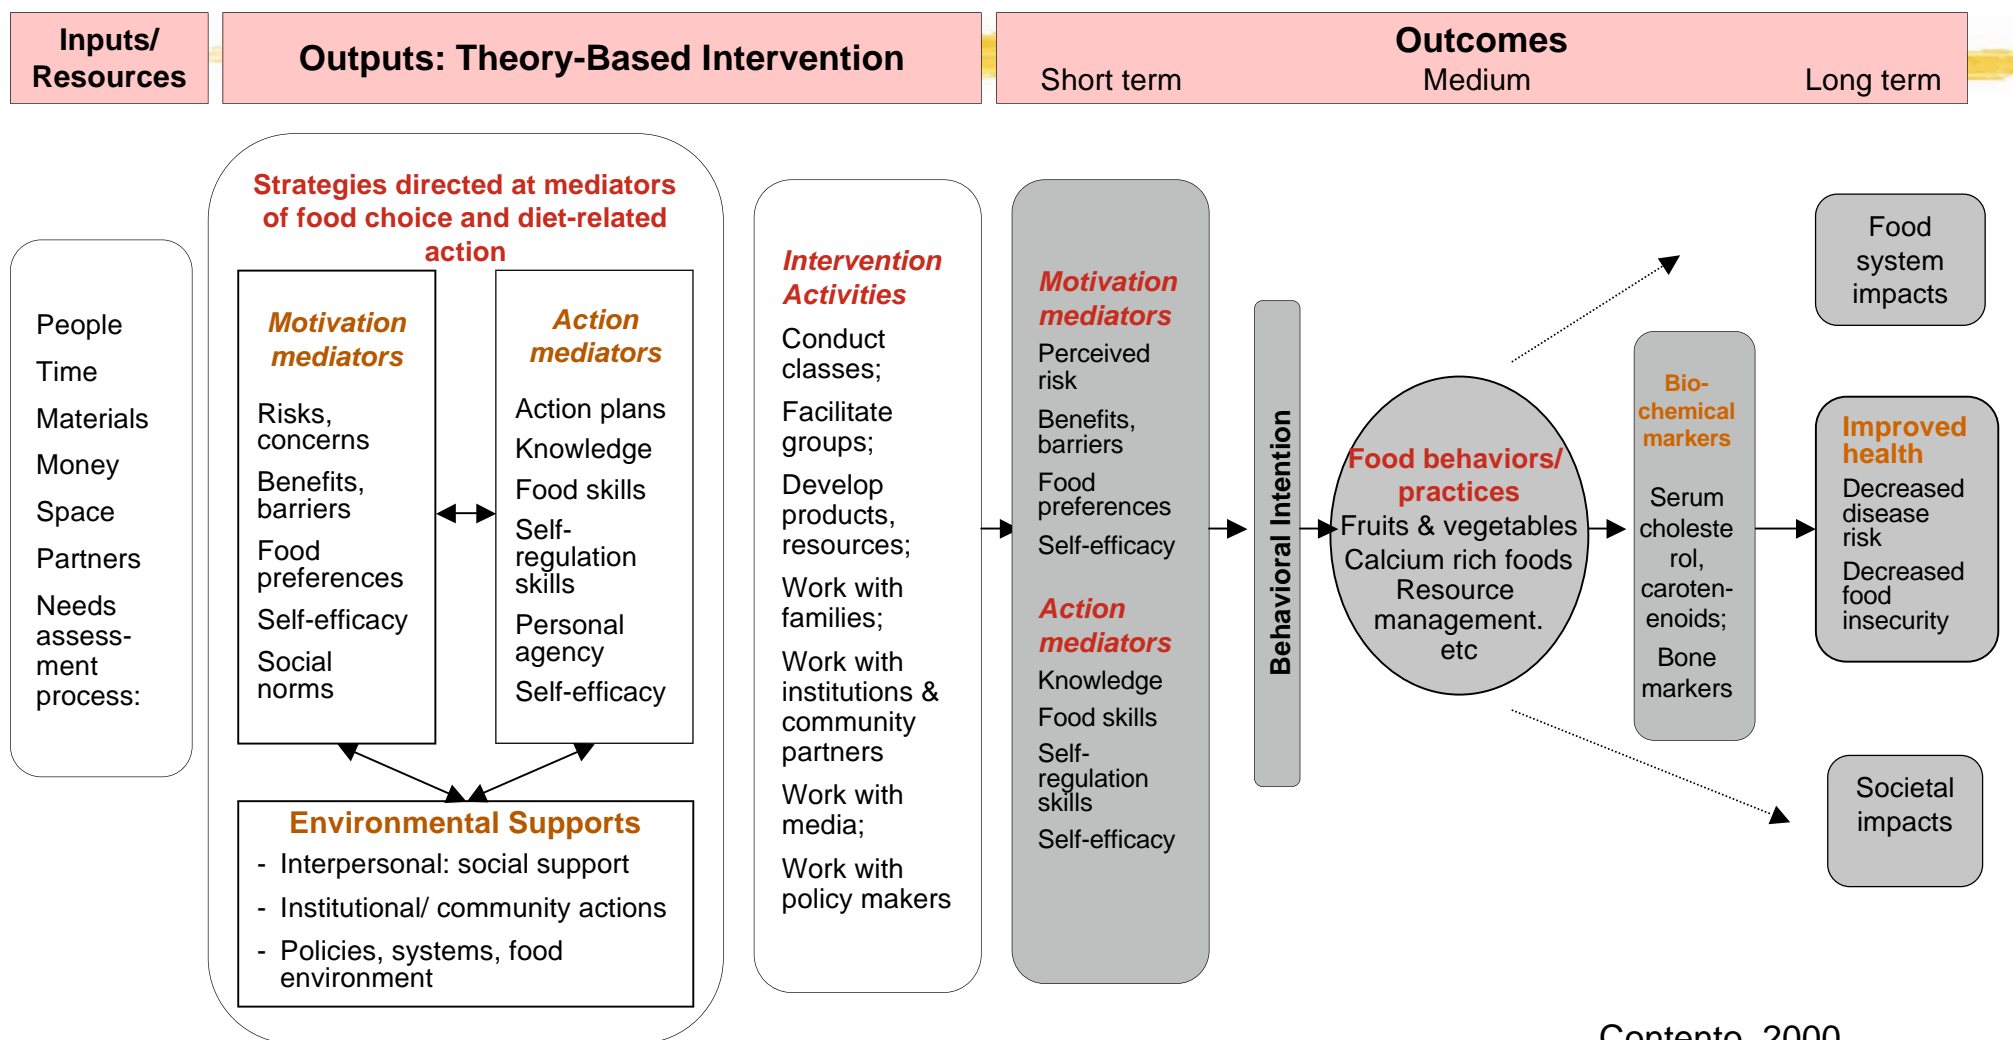 Inputs/
Resources
Outputs: Theory-Based Intervention
Outcomes
Short term
Medium
Long term
People
Time
Materials
Money
Space
Partners
Needs
assess-
ment
process:
Strategies directed at mediators
of food choice and diet-related
action
Motivation
mediators
Risks,
concerns
Benefits,
barriers
Food
preferences
Self-efficacy
Social
norms
Action
mediators
Action plans
Knowledge
Food skills
Self-
regulation
skills
Personal
agency
Self-efficacy
Environmental Supports
- Interpersonal: social support
- Institutional/ community actions
- Policies, systems, food
environment
Intervention
Activities
Conduct
classes;
Facilitate
groups;
Develop
products,
resources;
Work with
families;
Work with
institutions &
community
partners
Work with
media;
Work with
policy makers
Motivation
mediators
Perceived
risk
Benefits,
barriers
Food
preferences
Self-efficacy
Action
mediators
Knowledge
Food skills
Self-
regulation
skills
Self-efficacy
Behavioral Intention
Food behaviors/
practices
Fruits & vegetables
Calcium rich foods
Resource
management.
etc
Bio-
chemical
markers
Serum
choleste
rol,
caroten-
enoids;
Bone
markers
Food
system
impacts
Improved
health
Decreased
disease
risk
Decreased
food
insecurity
Societal
impacts
Contento, 2000